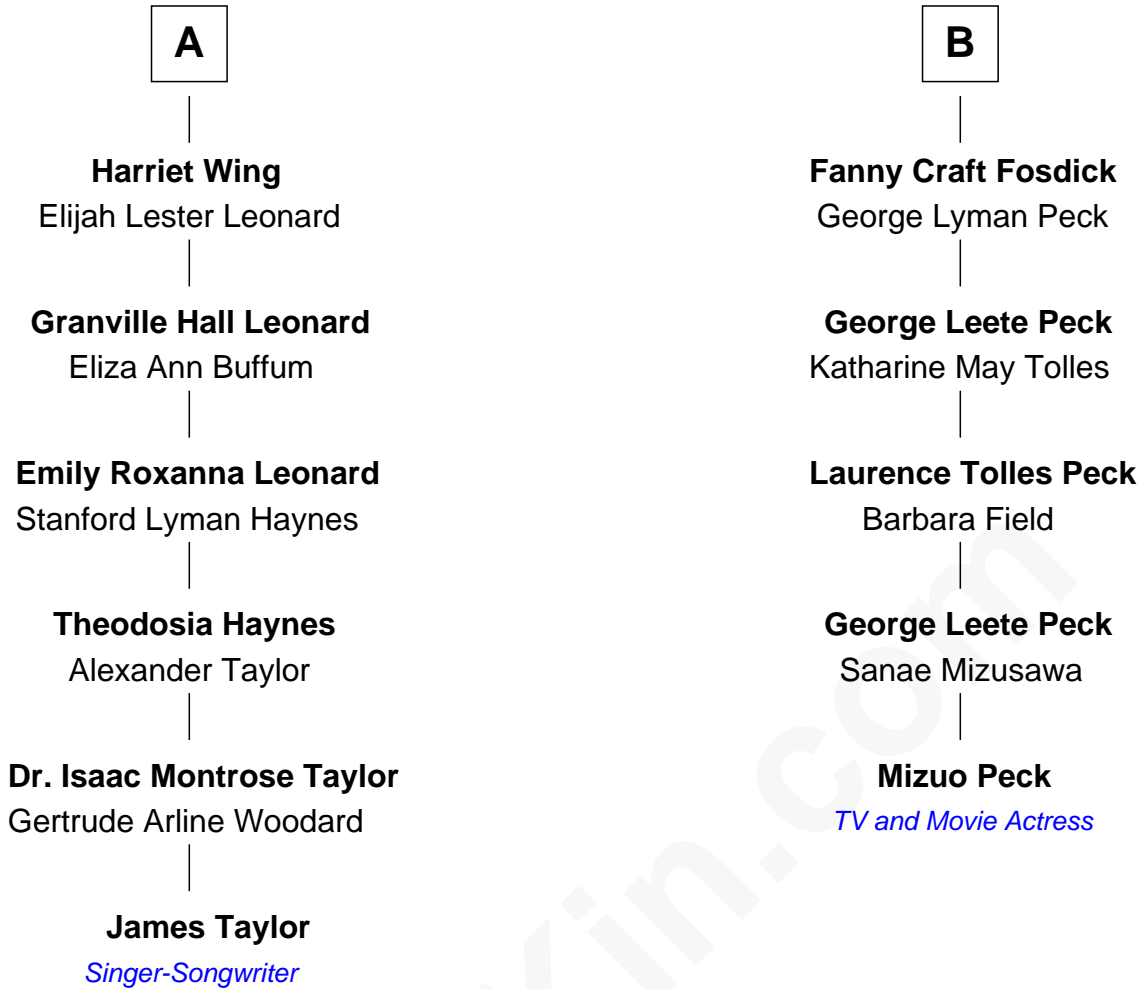 A
Harriet Wing
Elijah Lester Leonard
Granville Hall Leonard
Eliza Ann Buffum
Emily Roxanna Leonard
Stanford Lyman Haynes
Theodosia Haynes
Alexander Taylor
Dr. Isaac Montrose Taylor
Gertrude Arline Woodard
James Taylor
Singer-Songwriter
B
Fanny Craft Fosdick
George Lyman Peck
George Leete Peck
Katharine May Tolles
Laurence Tolles Peck
Barbara Field
George Leete Peck
Sanae Mizusawa
Mizuo Peck
TV and Movie Actress
Kin.com